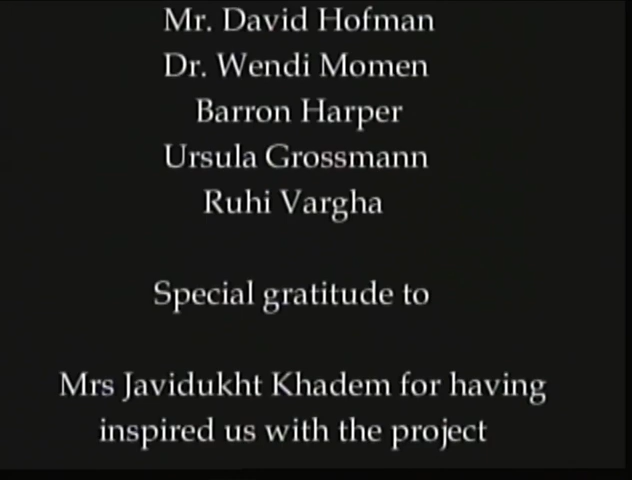 Mr. David Hofman
Dr. Wendi Momen
Barron Harper
Ursula Grossmann
Ruhi Vargha
Special gratitude to
Mrs Javidukht Khadem for having
inspired us with the project